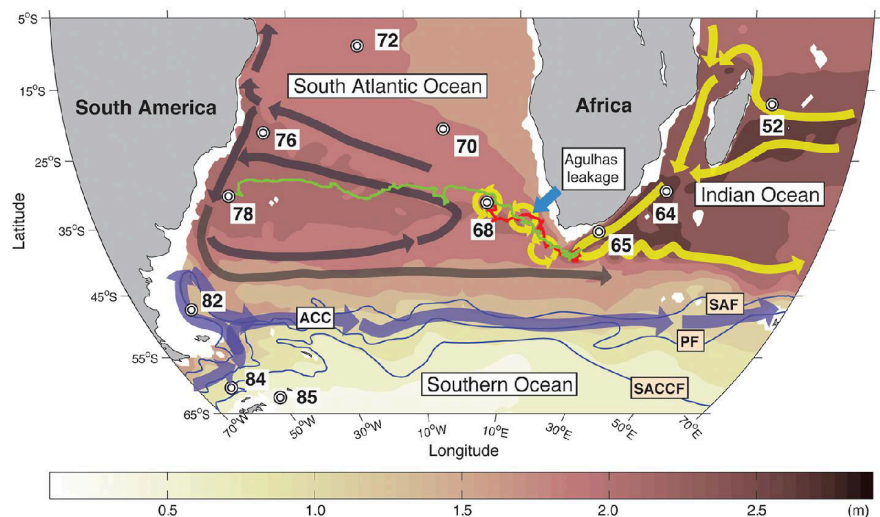 5°S
15°S
25°S
35°S
45°S
55°S
65°S
Latitude
South America
South Atlantic Ocean
Africa
Indian Ocean
Southern Ocean
Agulhas
leakage
72
76
70
52
78
68
64
65
82
84
85
ACC
SAF
PF
SACCF
70°W
50°W
30°W
10°W
10°E
30°E
50°E
70°E
Longitude
0.5
1.0
1.5
2.0
2.5
(m)